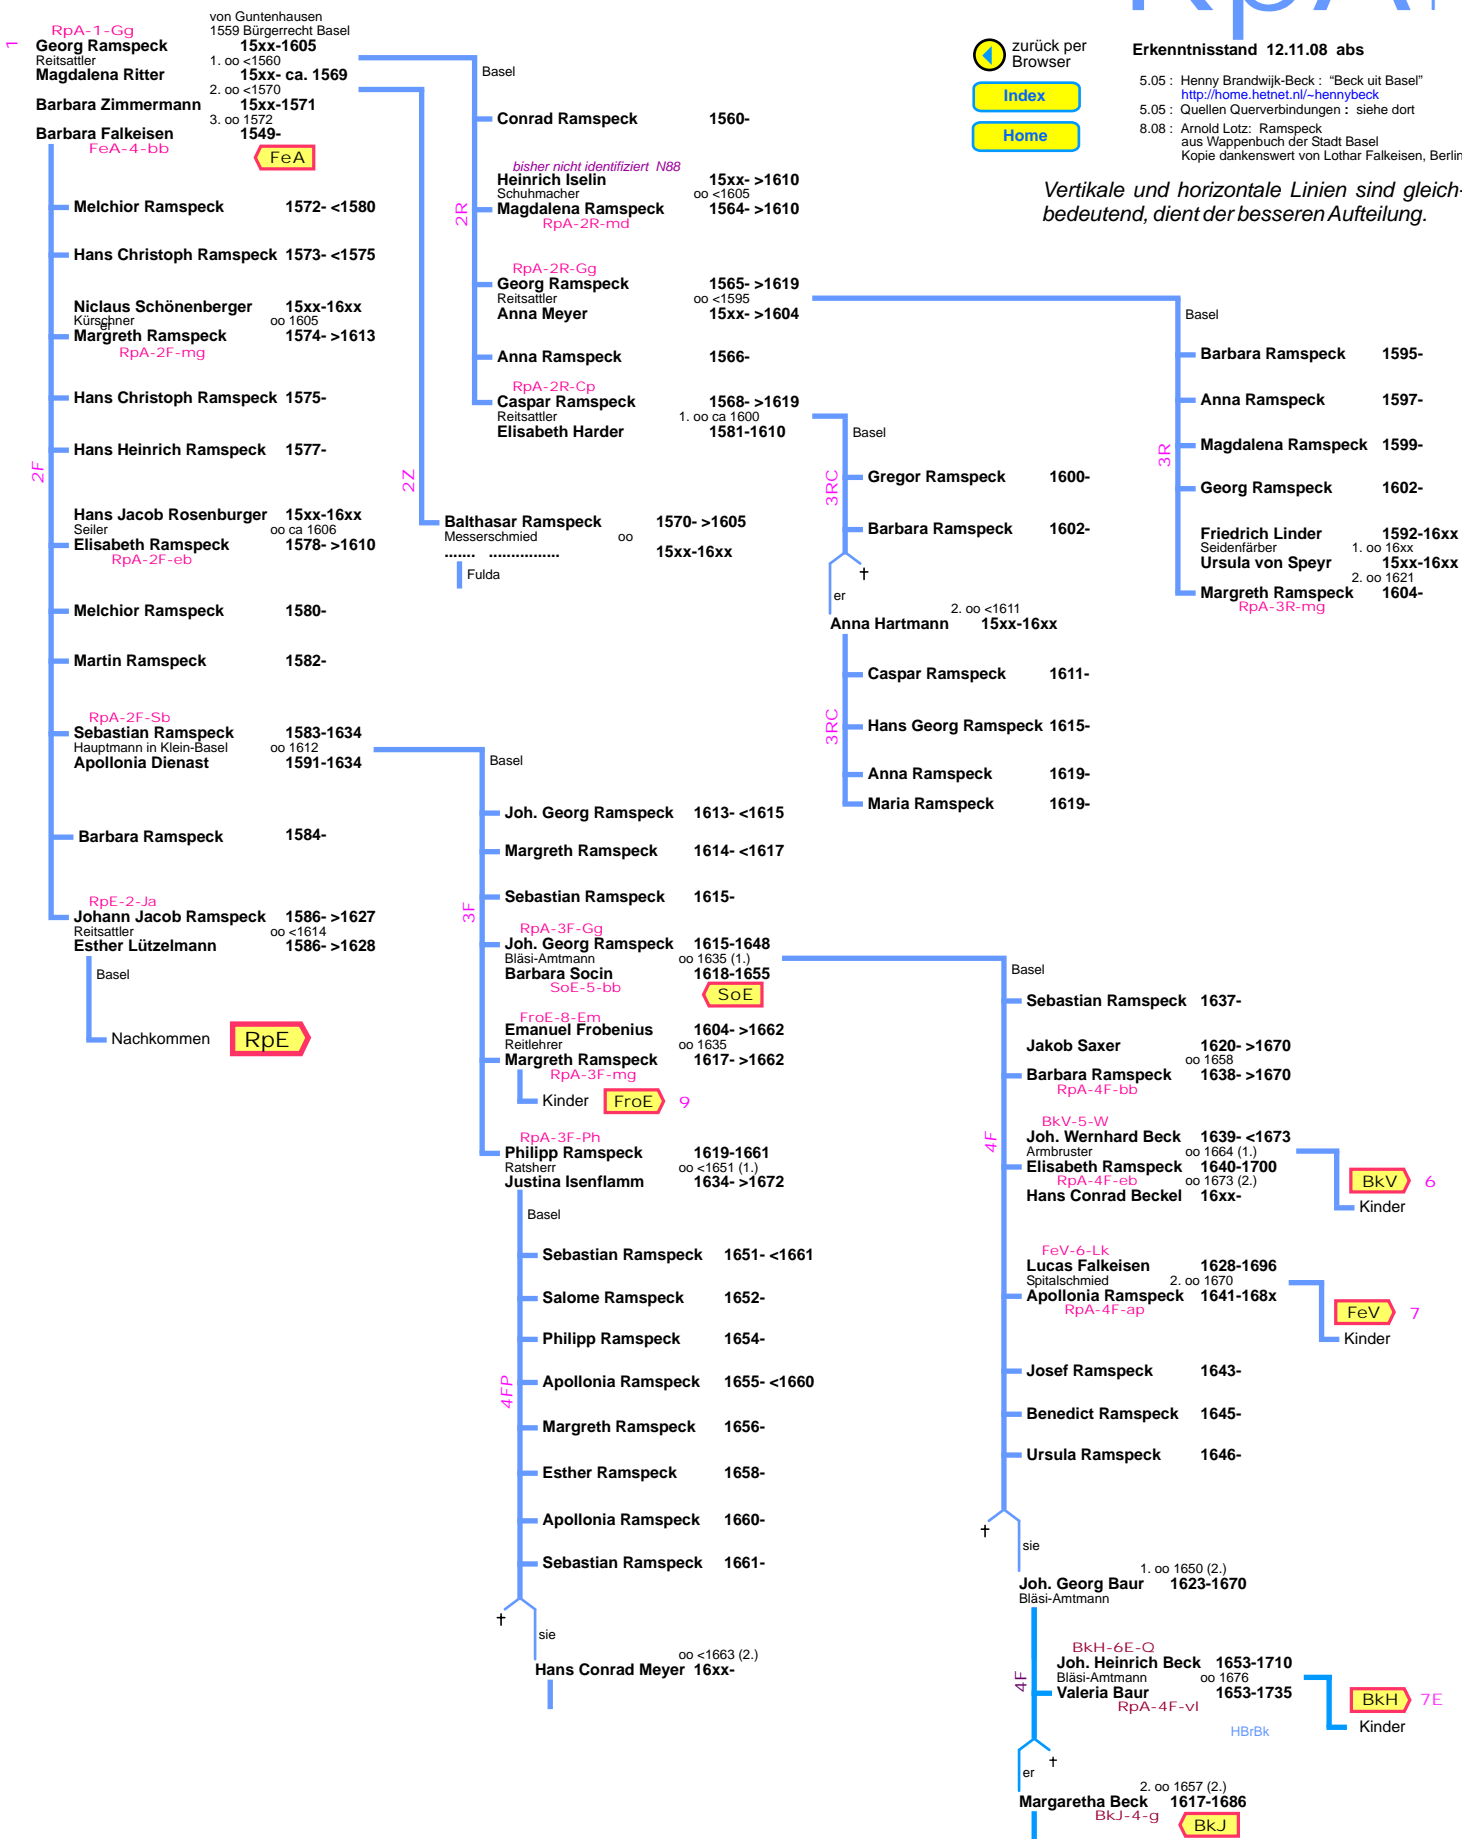 RpA
zurück per
Browser
Index
Home
Erkenntnisstand 12.11.08 abs
5.05 : Henny Brandwijk-Beck : “Beck uit Basel”
http://home.hetnet.nl/~hennybeck
5.05 : Quellen Querverbindungen : siehe dort
8.08 : Arnold Lotz: Ramspeck
aus Wappenbuch der Stadt Basel
Kopie dankenswert von Lothar Falkeisen, Berlin
Vertikale und horizontale Linien sind gleich-
bedeutend, dient der besseren Aufteilung.
1
RpA-1-Gg
von Guntenhausen
1559 Bürgerrecht Basel
Georg Ramspeck 15xx-1605
Reitsattler 1. oo <1560
Magdalena Ritter 15xx- ca. 1569
2. oo <1570
Barbara Zimmermann 15xx-1571
3. oo 1572
Barbara Falkeisen 1549-
FeA-4-bb
FeA
2F
Melchior Ramspeck 1572- <1580
Hans Christoph Ramspeck 1573- <1575
Niclaus Schönenberger 15xx-16xx
Kürschner oo 1605
er
Margreth Ramspeck 1574- >1613
RpA-2F-mg
Hans Christoph Ramspeck 1575-
Hans Heinrich Ramspeck 1577-
Hans Jacob Rosenburger 15xx-16xx
Seiler oo ca 1606
Elisabeth Ramspeck 1578- >1610
RpA-2F-eb
Melchior Ramspeck 1580-
Martin Ramspeck 1582-
RpA-2F-Sb
Sebastian Ramspeck 1583-1634
Hauptmann in Klein-Basel oo 1612
Apollonia Dienast 1591-1634
Barbara Ramspeck 1584-
RpE-2-Ja
Johann Jacob Ramspeck 1586- >1627
Reitsattler oo <1614
Esther Lützelmann 1586- >1628
Basel
Nachkommen RpE
2R
Basel
Conrad Ramspeck 1560-
bisher nicht identifiziert N88
Heinrich Iselin 15xx- >1610
Schuhmacher oo <1605
Magdalena Ramspeck 1564- >1610
RpA-2R-md
RpA-2R-Gg
Georg Ramspeck 1565- >1619
Reitsattler oo <1595
Anna Meyer 15xx- >1604
Anna Ramspeck 1566-
RpA-2R-Cp
Caspar Ramspeck 1568- >1619
Reitsattler 1. oo ca 1600
Elisabeth Harder 1581-1610
2Z
Balthasar Ramspeck 1570- >1605
Messerschmied oo
....... ................ 15xx-16xx
Fulda
3RC
Basel
Gregor Ramspeck 1600-
Barbara Ramspeck 1602-
†
er
2. oo <1611
Anna Hartmann 15xx-16xx
3RC
Caspar Ramspeck 1611-
Hans Georg Ramspeck 1615-
Anna Ramspeck 1619-
Maria Ramspeck 1619-
3R
Basel
Barbara Ramspeck 1595-
Anna Ramspeck 1597-
Magdalena Ramspeck 1599-
Georg Ramspeck 1602-
Friedrich Linder 1592-16xx
Seidenfärber 1. oo 16xx
Ursula von Speyr 15xx-16xx
2. oo 1621
Margreth Ramspeck 1604-
RpA-3R-mg
3F
Basel
Joh. Georg Ramspeck 1613- <1615
Margreth Ramspeck 1614- <1617
Sebastian Ramspeck 1615-
RpA-3F-Gg
Joh. Georg Ramspeck 1615-1648
Bläsi-Amtmann oo 1635 (1.)
Barbara Socin 1618-1655
SoE-5-bb
SoE
FroE-8-Em
Emanuel Frobenius 1604- >1662
Reitlehrer oo 1635
Margreth Ramspeck 1617- >1662
RpA-3F-mg
Kinder FroE 9
RpA-3F-Ph
Philipp Ramspeck 1619-1661
Ratsherr oo <1651 (1.)
Justina Isenflamm 1634- >1672
4FP
Basel
Sebastian Ramspeck 1651- <1661
Salome Ramspeck 1652-
Philipp Ramspeck 1654-
Apollonia Ramspeck 1655- <1660
Margreth Ramspeck 1656-
Esther Ramspeck 1658-
Apollonia Ramspeck 1660-
Sebastian Ramspeck 1661-
†
sie
oo <1663 (2.)
Hans Conrad Meyer 16xx-
4F
Basel
Sebastian Ramspeck 1637-
Jakob Saxer 1620- >1670
oo 1658
Barbara Ramspeck 1638- >1670
RpA-4F-bb
BkV-5-W
Joh. Wernhard Beck 1639- <1673
Armbruster oo 1664 (1.)
Elisabeth Ramspeck 1640-1700
RpA-4F-eb oo 1673 (2.)
Hans Conrad Beckel 16xx-
BkV 6
Kinder
FeV-6-Lk
Lucas Falkeisen 1628-1696
Spitalschmied 2. oo 1670
Apollonia Ramspeck 1641-168x
RpA-4F-ap
FeV 7
Kinder
Josef Ramspeck 1643-
Benedict Ramspeck 1645-
Ursula Ramspeck 1646-
†
sie
1. oo 1650 (2.)
Joh. Georg Baur 1623-1670
Bläsi-Amtmann
4F
BkH-6E-Q
Joh. Heinrich Beck 1653-1710
Bläsi-Amtmann oo 1676
Valeria Baur 1653-1735
RpA-4F-vl
BkH 7E
Kinder
HBrBk
†
er
2. oo 1657 (2.)
Margaretha Beck 1617-1686
BkJ-4-g
BkJ